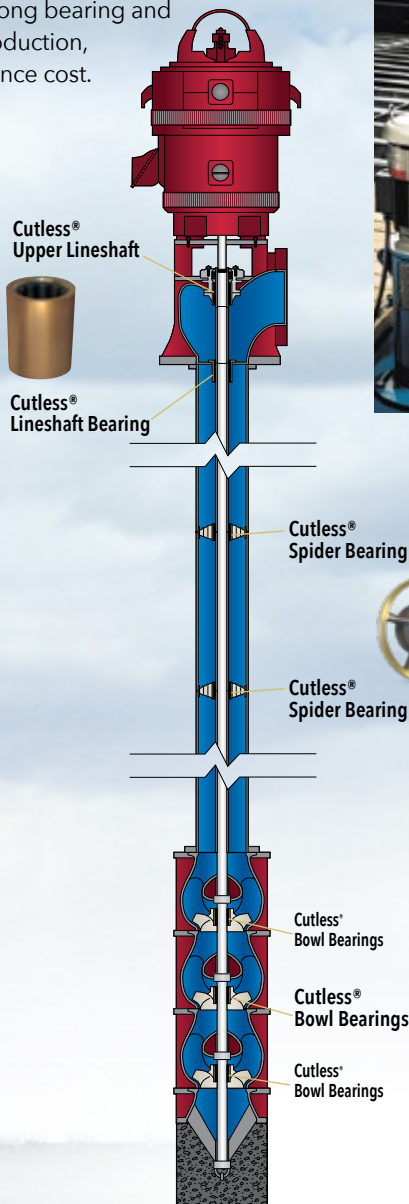 ong bearing and
oduction,
nce cost.
Cutless®
Upper Lineshaft
Cutless®
Lineshaft Bearing
Cutless®
Spider Bearing
Cutless®
Spider Bearing
Cutless®
Bowl Bearings
Cutless®
Bowl Bearings
Cutless®
Bowl Bearings